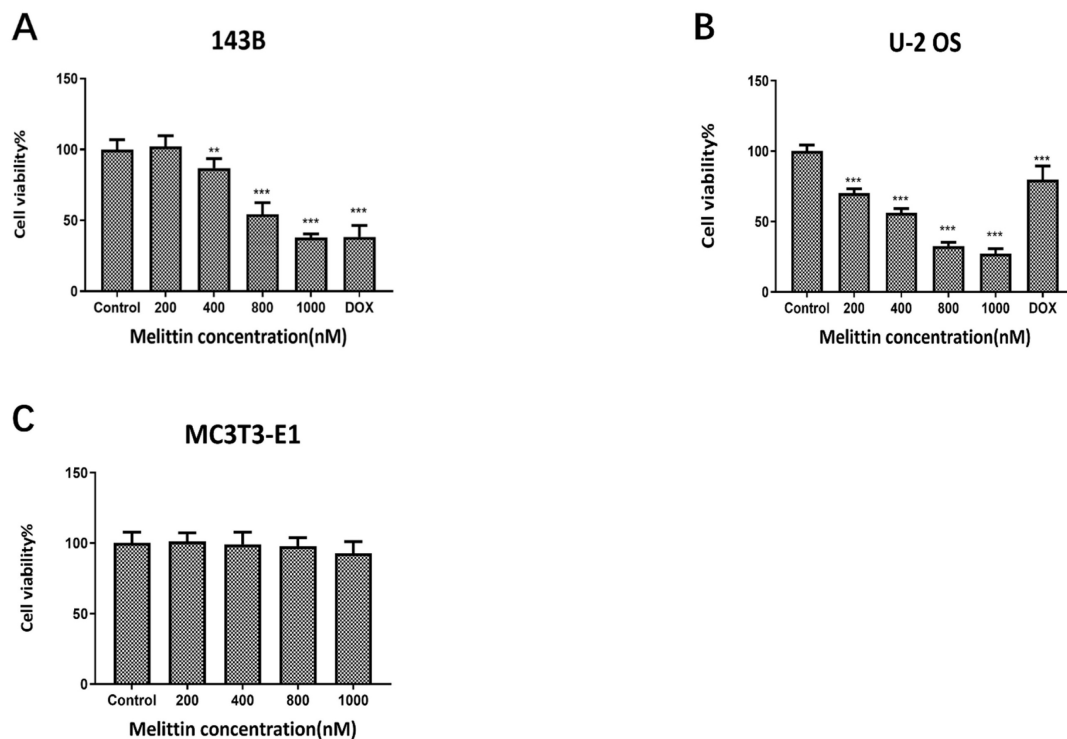 A
143B
Cell viability%
150
100
50
0
** *** *** ***
Control 200 400 800 1000 DOX
Melittin concentration(nM)
B
U-2 OS
Cell viability%
150
100
50
0
*** *** *** *** ***
Control 200 400 800 1000 DOX
Melittin concentration(nM)
C
MC3T3-E1
Cell viability%
150
100
50
0
Control 200 400 800 1000
Melittin concentration(nM)